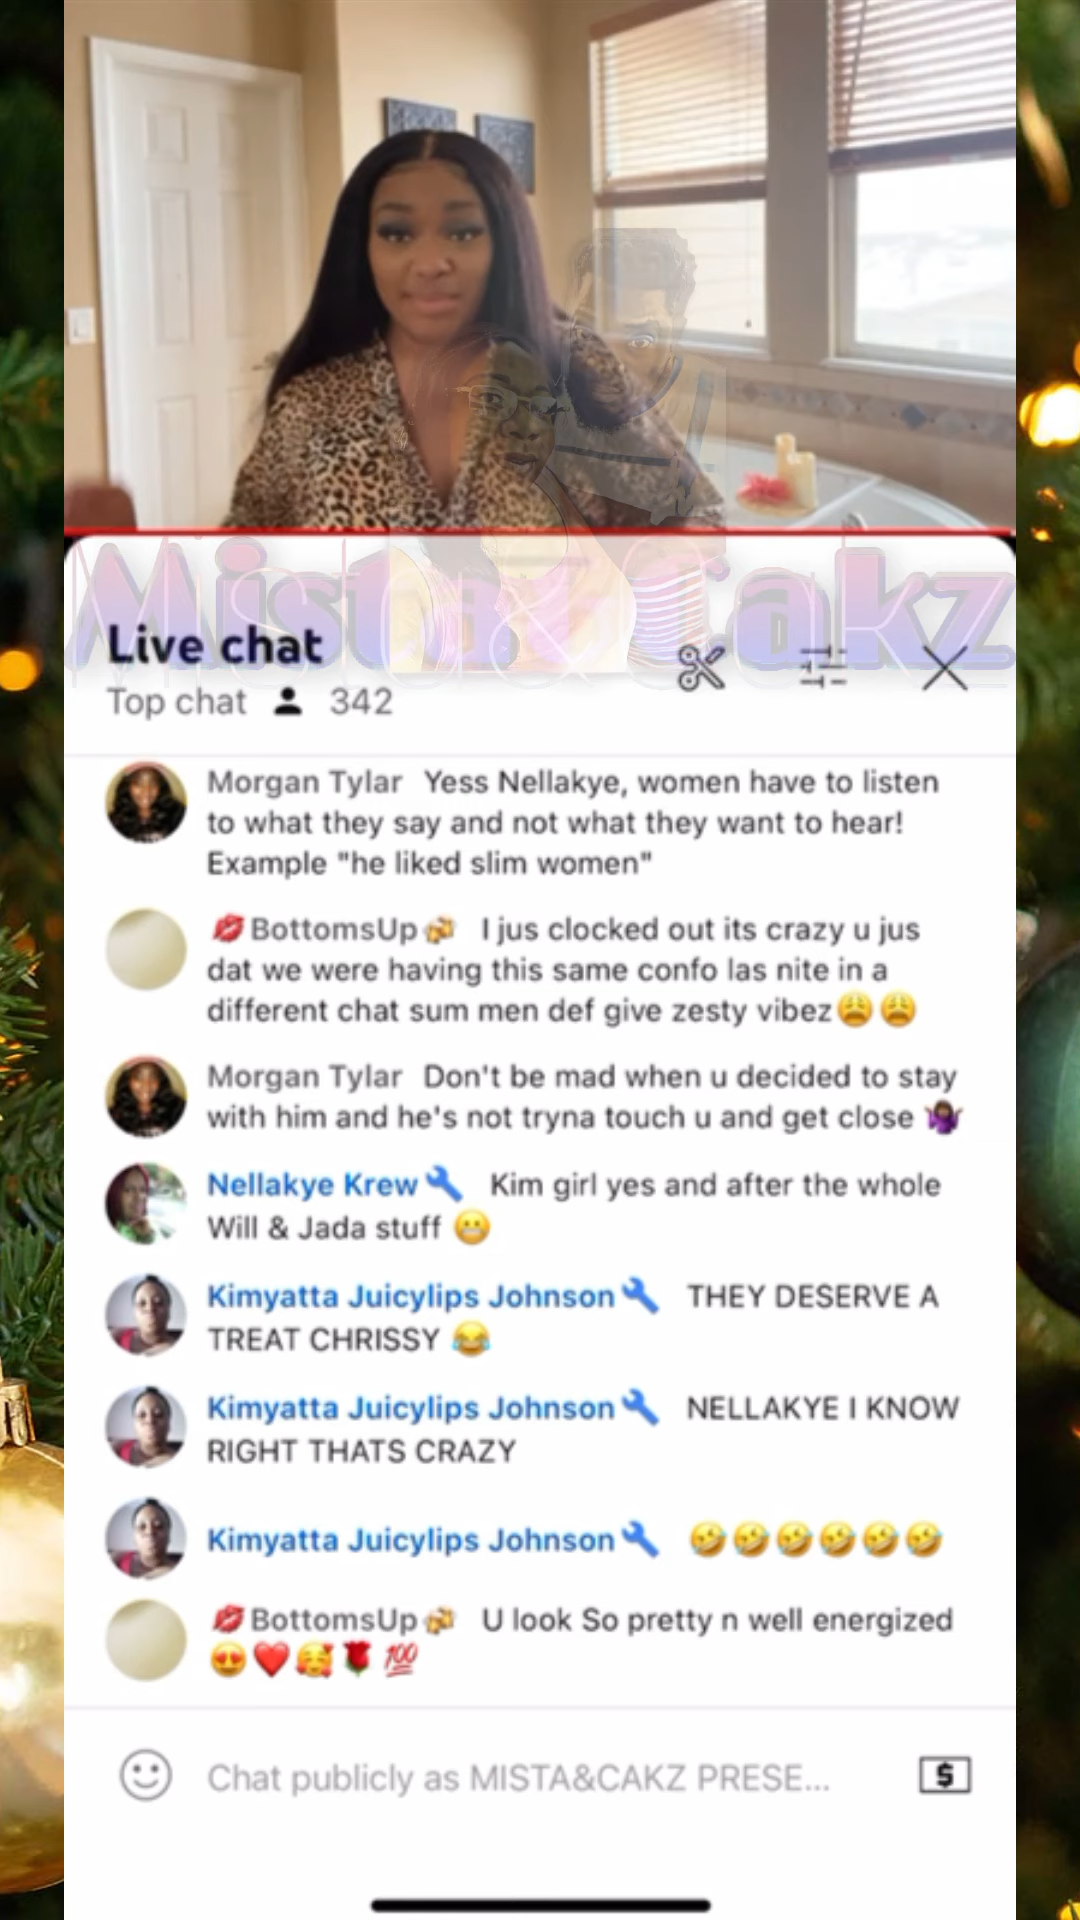 Mista & Cakz
Live chat
Top chat 342
Morgan Tylar Yess Nellakye, women have to listen
to what they say and not what they want to hear!
Example "he liked slim women"
💋BottomsUp🍻 I jus clocked out its crazy u jus
dat we were having this same confo las nite in a
different chat sum men def give zesty vibez😩😩
Morgan Tylar Don't be mad when u decided to stay
with him and he's not tryna touch u and get close 🤷🏾‍♀️
Nellakye Krew🔧 Kim girl yes and after the whole
Will & Jada stuff 😬
Kimyatta Juicylips Johnson🔧 THEY DESERVE A
TREAT CHRISSY 😂
Kimyatta Juicylips Johnson🔧 NELLAKYE I KNOW
RIGHT THATS CRAZY
Kimyatta Juicylips Johnson🔧 🤣🤣🤣🤣🤣🤣
💋BottomsUp🍻 U look So pretty n well energized
😍❤️🥰🌹💯
Chat publicly as MISTA&CAKZ PRESE...
$